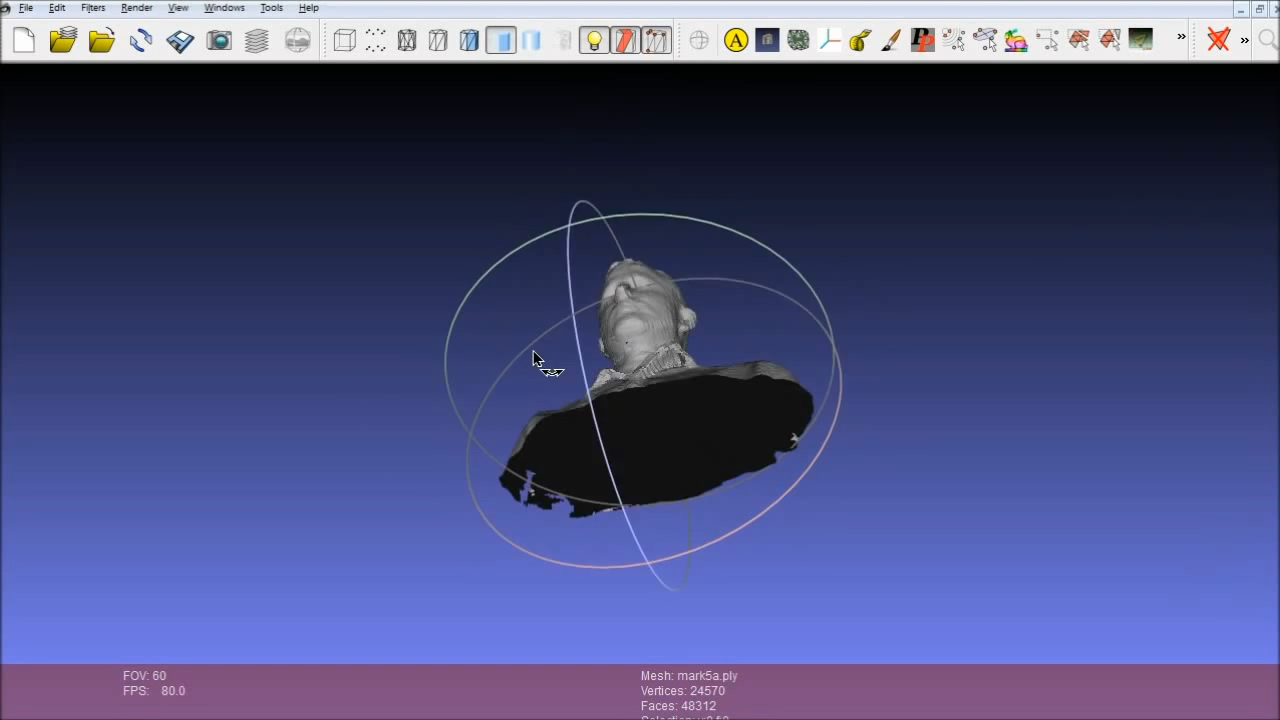 File Edit Filters Render View Windows Tools Help
A PP
FOV: 60
FPS: 80.0
Mesh: mark5a.ply
Vertices: 24570
Faces: 48312